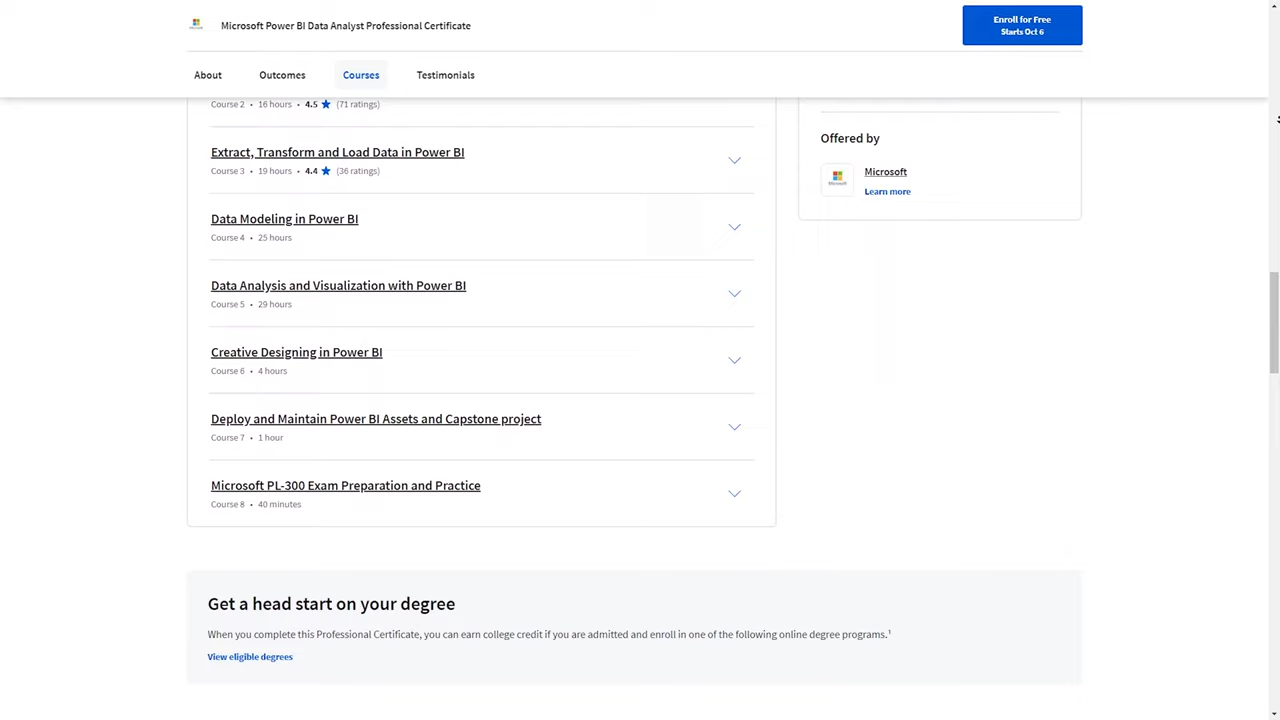 Microsoft Power BI Data Analyst Professional Certificate
Enroll for Free
Starts Oct 6
About
Outcomes
Courses
Testimonials
Course 2 • 16 hours • 4.5 ★ (71 ratings)
Extract, Transform and Load Data in Power BI
Course 3 • 19 hours • 4.4 ★ (36 ratings)
Data Modeling in Power BI
Course 4 • 25 hours
Data Analysis and Visualization with Power BI
Course 5 • 29 hours
Creative Designing in Power BI
Course 6 • 4 hours
Deploy and Maintain Power BI Assets and Capstone project
Course 7 • 1 hour
Microsoft PL-300 Exam Preparation and Practice
Course 8 • 40 minutes
Offered by
Microsoft
Microsoft
Learn more
Get a head start on your degree
When you complete this Professional Certificate, you can earn college credit if you are admitted and enroll in one of the following online degree programs.¹
View eligible degrees